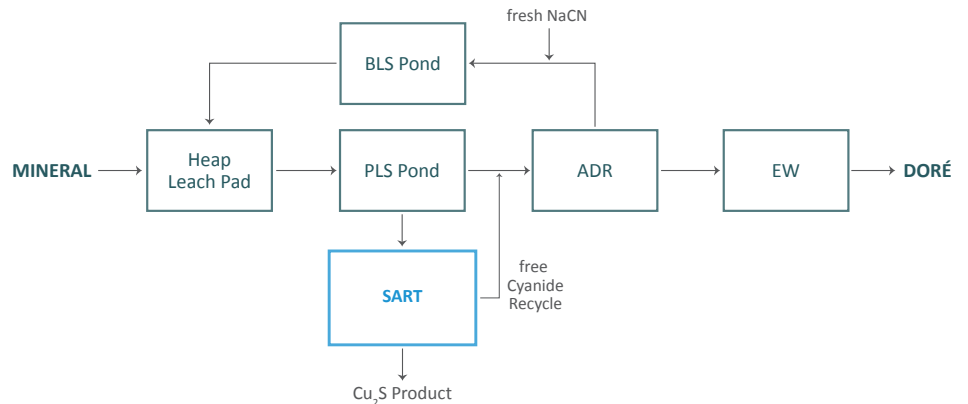 fresh NaCN
BLS Pond
MINERAL
Heap
Leach Pad
PLS Pond
ADR
EW
DORÉ
SART
free
Cyanide
Recycle
Cu₂S Product